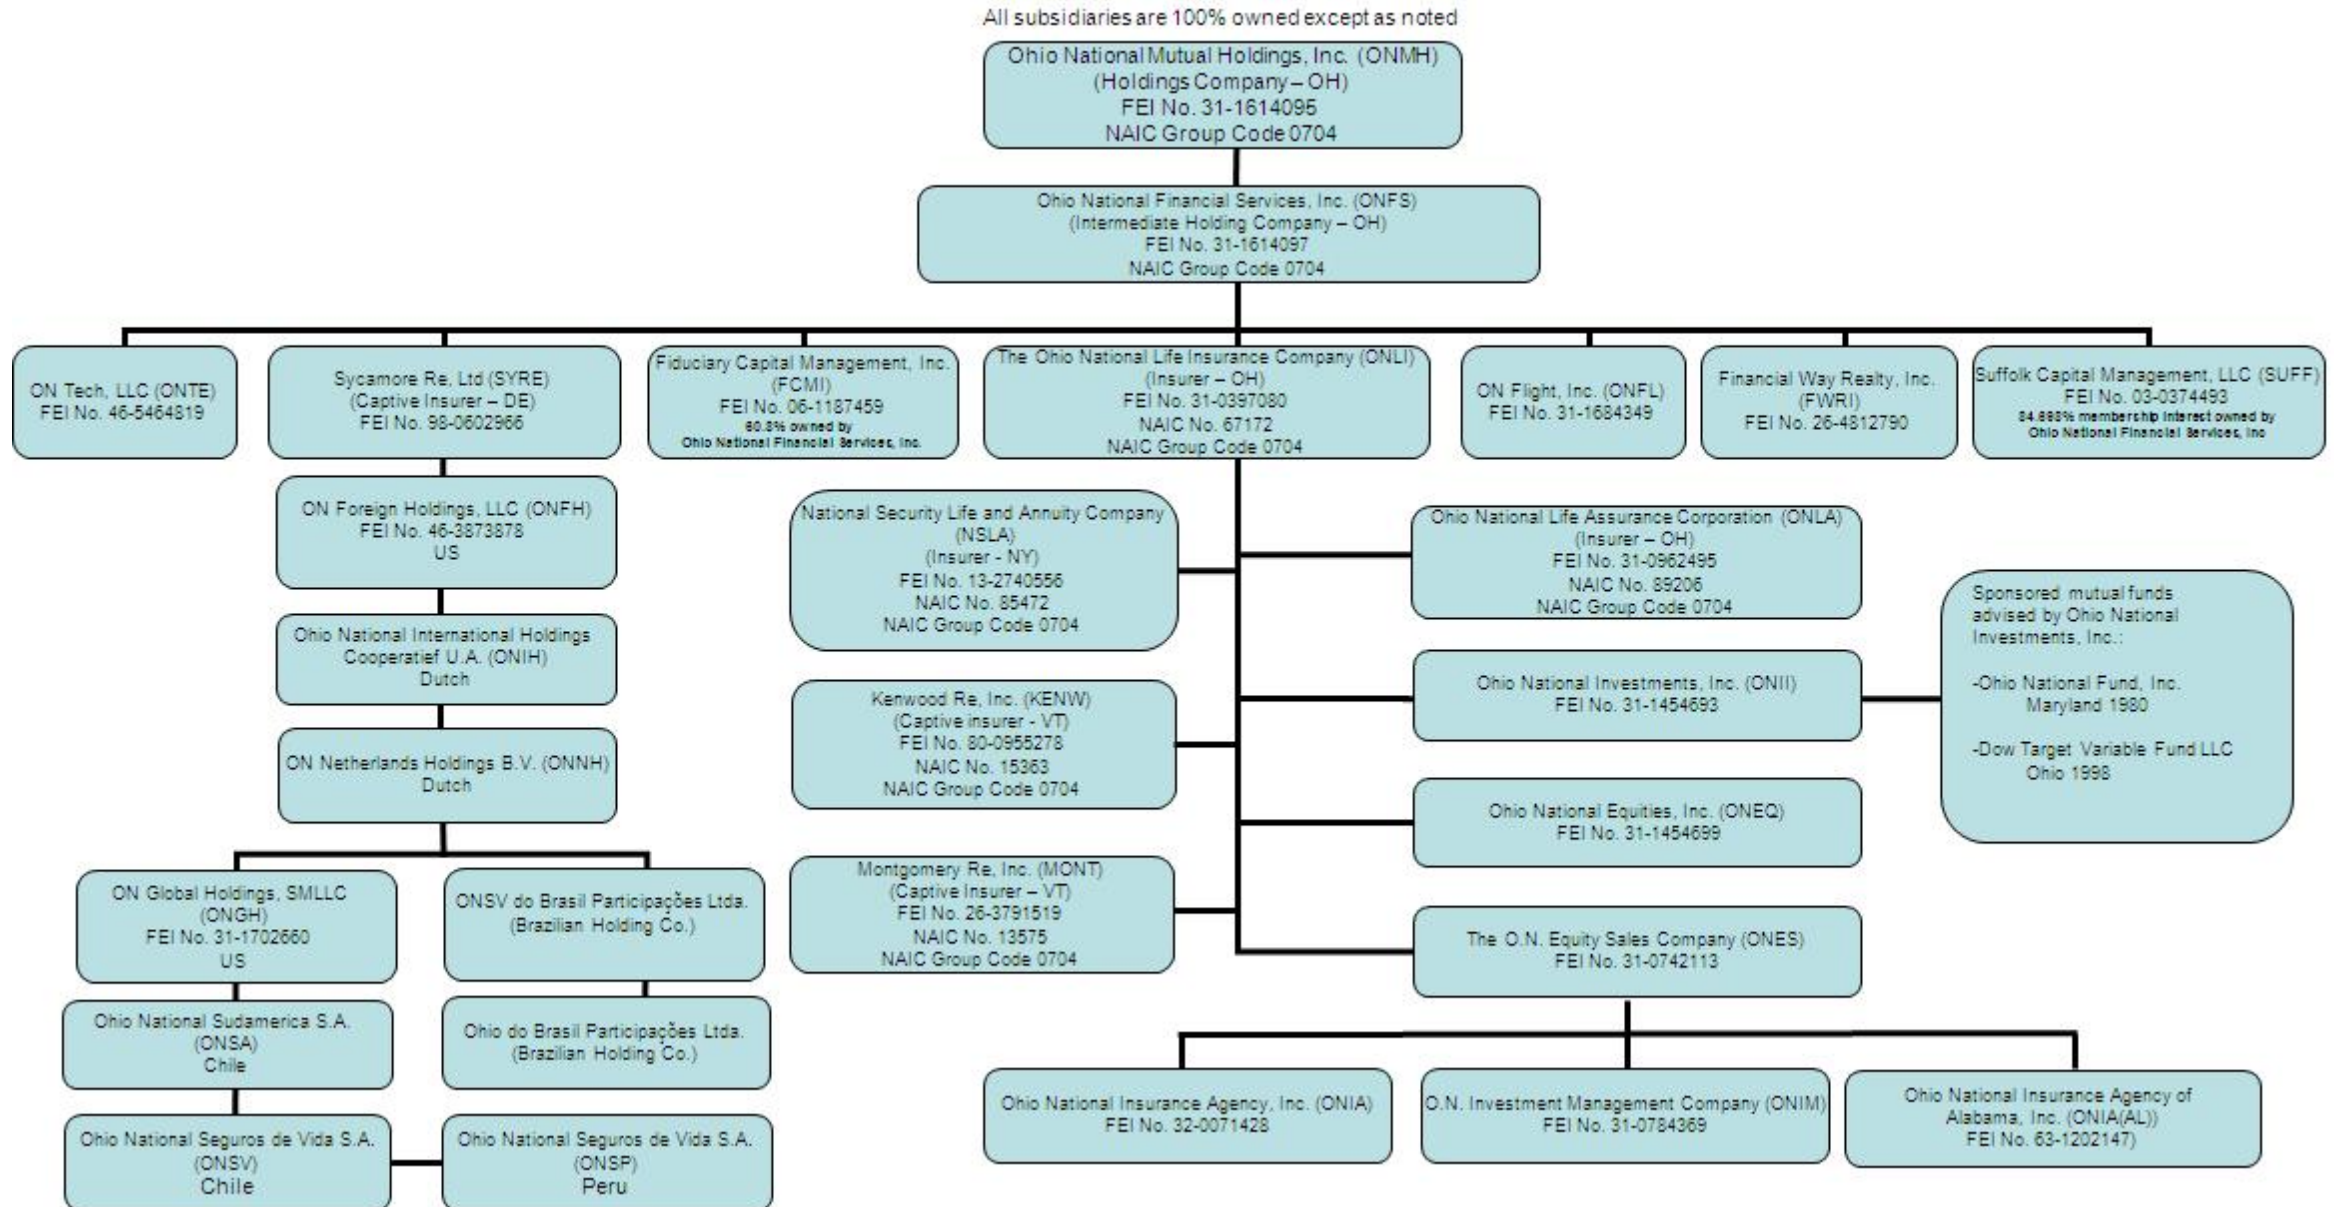 All subsidiaries are 100% owned except as noted
Ohio National Mutual Holdings, Inc. (ONMH)
(Holdings Company – OH)
FEI No. 31-1614095
NAIC Group Code 0704
Ohio National Financial Services, Inc. (ONFS)
(Intermediate Holding Company – OH)
FEI No. 31-1614097
NAIC Group Code 0704
ON Tech, LLC (ONTE)
FEI No. 46-5464819
Sycamore Re, Ltd (SYRE)
(Captive Insurer – DE)
FEI No. 98-0602966
Fiduciary Capital Management, Inc.
(FCMI)
FEI No. 06-1187459
60.8% owned by
Ohio National Financial Services, Inc.
The Ohio National Life Insurance Company (ONLI)
(Insurer – OH)
FEI No. 31-0397080
NAIC No. 67172
NAIC Group Code 0704
ON Flight, Inc. (ONFL)
FEI No. 31-1684349
Financial Way Realty, Inc.
(FWRI)
FEI No. 26-4812790
Suffolk Capital Management, LLC (SUFF)
FEI No. 03-0374493
membership interest owned by
Ohio National Financial Services, Inc
ON Foreign Holdings, LLC (ONFH)
FEI No. 46-3873878
US
Ohio National International Holdings
Cooperatief U.A. (ONIH)
Dutch
ON Netherlands Holdings B.V. (ONNH)
Dutch
ON Global Holdings, SMLLC
(ONGH)
FEI No. 31-1702660
US
ONSV do Brasil Participações Ltda.
(Brazilian Holding Co.)
Ohio National Sudamerica S.A.
(ONSA)
Chile
Ohio do Brasil Participações Ltda.
(Brazilian Holding Co.)
Ohio National Seguros de Vida S.A.
(ONSV)
Chile
Ohio National Seguros de Vida S.A.
(ONSP)
Peru
National Security Life and Annuity Company
(NSLA)
(Insurer - NY)
FEI No. 13-2740556
NAIC No. 85472
NAIC Group Code 0704
Kenwood Re, Inc. (KENW)
(Captive insurer - VT)
FEI No. 80-0955278
NAIC No. 15363
NAIC Group Code 0704
Montgomery Re, Inc. (MONT)
(Captive Insurer – VT)
FEI No. 26-3791519
NAIC No. 13575
NAIC Group Code 0704
Ohio National Life Assurance Corporation (ONLA)
(Insurer – OH)
FEI No. 31-0962495
NAIC No. 89206
NAIC Group Code 0704
Ohio National Investments, Inc. (ONII)
FEI No. 31-1454693
Sponsored mutual funds
advised by Ohio National
Investments, Inc.:
-Ohio National Fund, Inc.
Maryland 1980
-Dow Target Variable Fund LLC
Ohio 1998
Ohio National Equities, Inc. (ONEQ)
FEI No. 31-1454699
The O.N. Equity Sales Company (ONES)
FEI No. 31-0742113
Ohio National Insurance Agency, Inc. (ONIA)
FEI No. 32-0071428
O.N. Investment Management Company (ONIM)
FEI No. 31-0784369
Ohio National Insurance Agency of
Alabama, Inc. (ONIA(AL))
FEI No. 63-1202147)